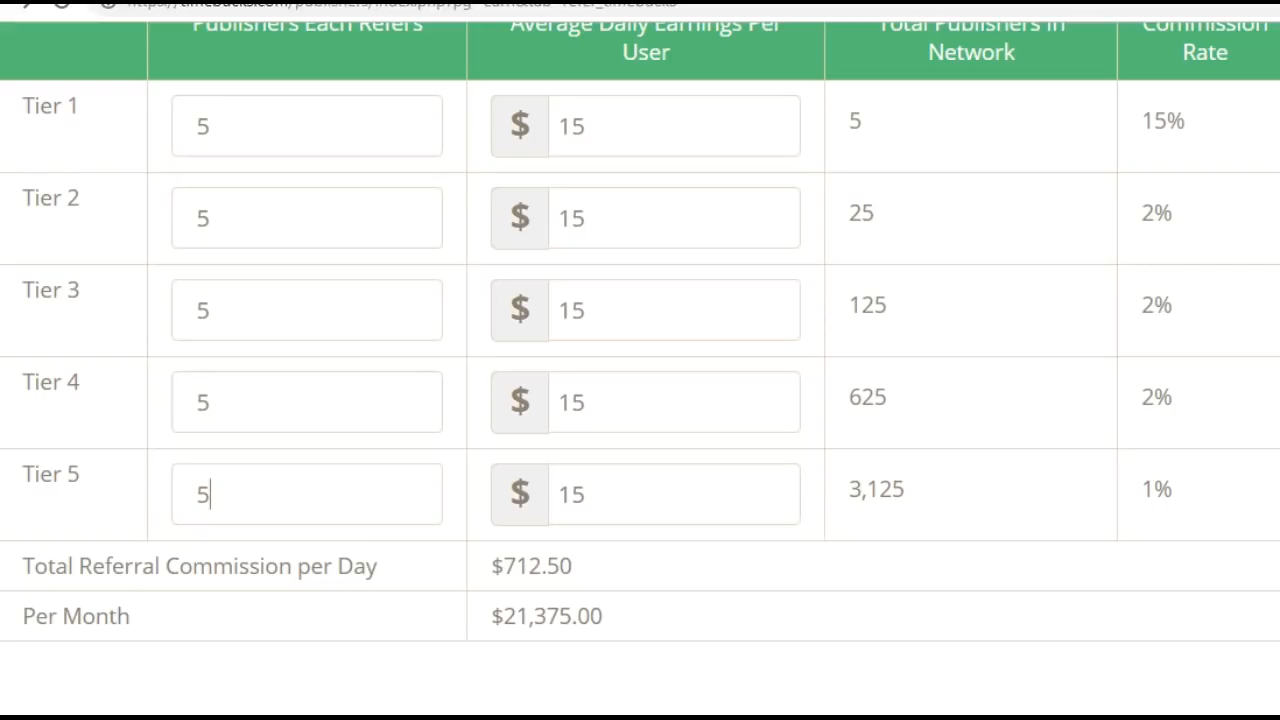 Publishers Each Refers
Average Daily Earnings Per
User
Total Publishers in
Network
Commission
Rate
Tier 1
5
$ 15
5
15%
Tier 2
5
$ 15
25
2%
Tier 3
5
$ 15
125
2%
Tier 4
5
$ 15
625
2%
Tier 5
5
$ 15
3,125
1%
Total Referral Commission per Day
$712.50
Per Month
$21,375.00